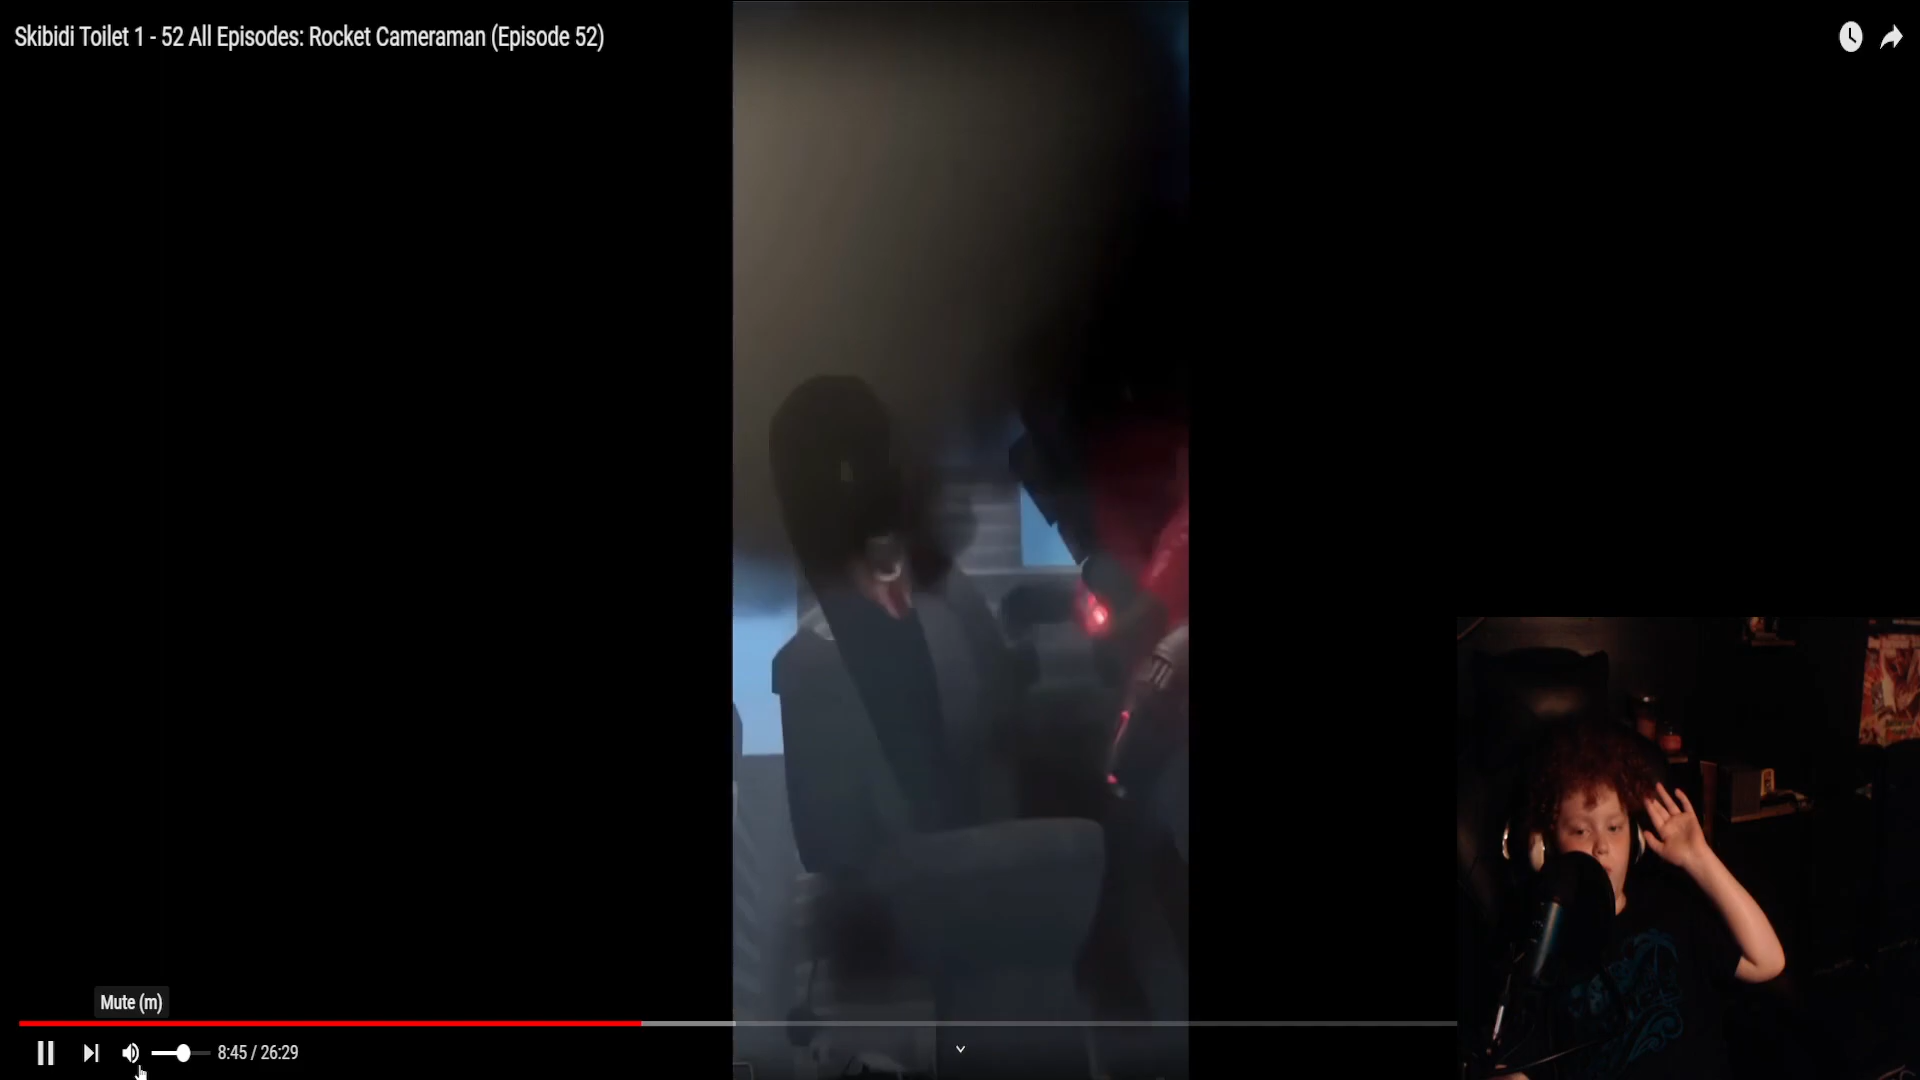 Skibidi Toilet 1 - 52 All Episodes: Rocket Cameraman (Episode 52)
Mute (m)
8:45 / 26:29